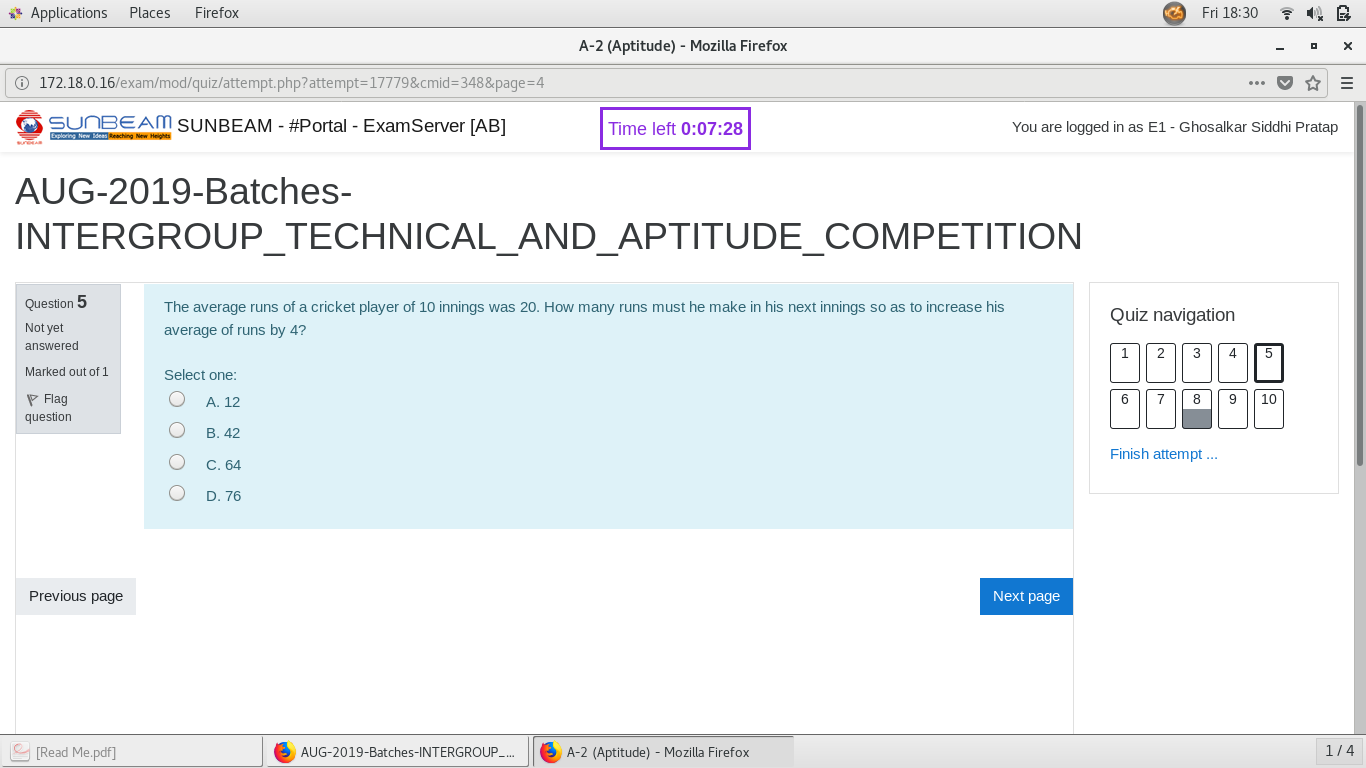 Applications Places Firefox Fri 18:30
A-2 (Aptitude) - Mozilla Firefox
172.18.0.16/exam/mod/quiz/attempt.php?attempt=17779&cmid=348&page=4
SUNBEAM
Exploring New Ideas Reaching New Heights
SUNBEAM
SUNBEAM - #Portal - ExamServer [AB]
Time left 0:07:28
You are logged in as E1 - Ghosalkar Siddhi Pratap
AUG-2019-Batches-
INTERGROUP_TECHNICAL_AND_APTITUDE_COMPETITION
Question 5
Not yet
answered
Marked out of 1
Flag
question
The average runs of a cricket player of 10 innings was 20. How many runs must he make in his next innings so as to increase his
average of runs by 4?
Select one:
A. 12
B. 42
C. 64
D. 76
Previous page
Next page
Quiz navigation
1 2 3 4 5
6 7 8 9 10
Finish attempt ...
[Read Me.pdf]
AUG-2019-Batches-INTERGROUP_...
A-2 (Aptitude) - Mozilla Firefox
1 / 4